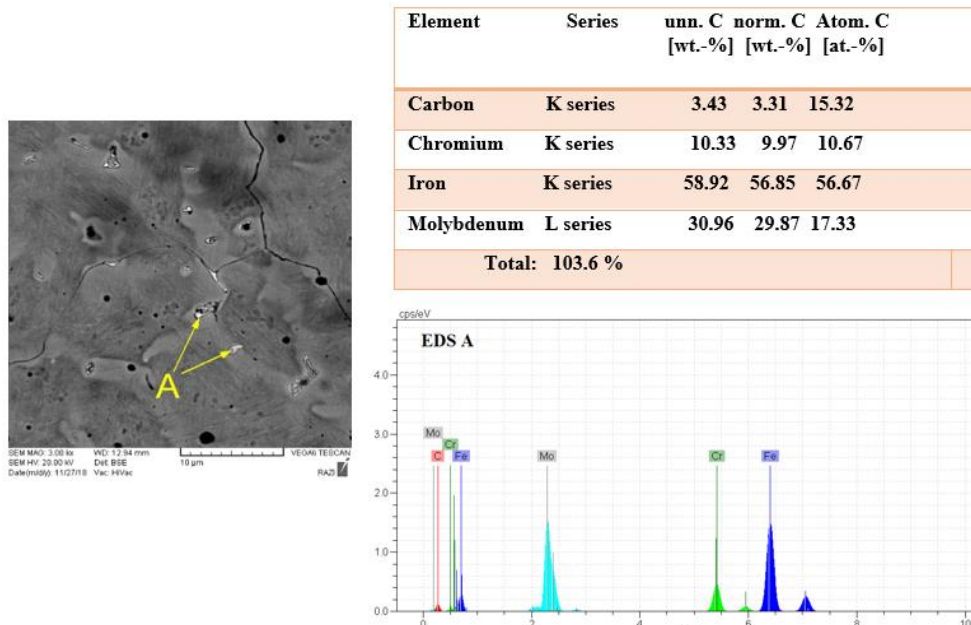 Element Series unn. C norm. C Atom. C
[wt.-%] [wt.-%] [at.-%]
Carbon K series 3.43 3.31 15.32
Chromium K series 10.33 9.97 10.67
Iron K series 58.92 56.85 56.67
Molybdenum L series 30.96 29.87 17.33
Total: 103.6 %
A
SEM MAG: 3.00 kx WD: 12.94 mm VEGA\\ TESCAN
SEM HV: 20.00 kV Det: BSE 10 µm
Date(m/d/y): 11/27/18 Vac: HiVac RAZI
cps/eV
EDS A
4.0
3.0
2.0
1.0
0.0
Mo
Cr
C Fe
Mo
Cr
Fe
0 2 4 6 8 10